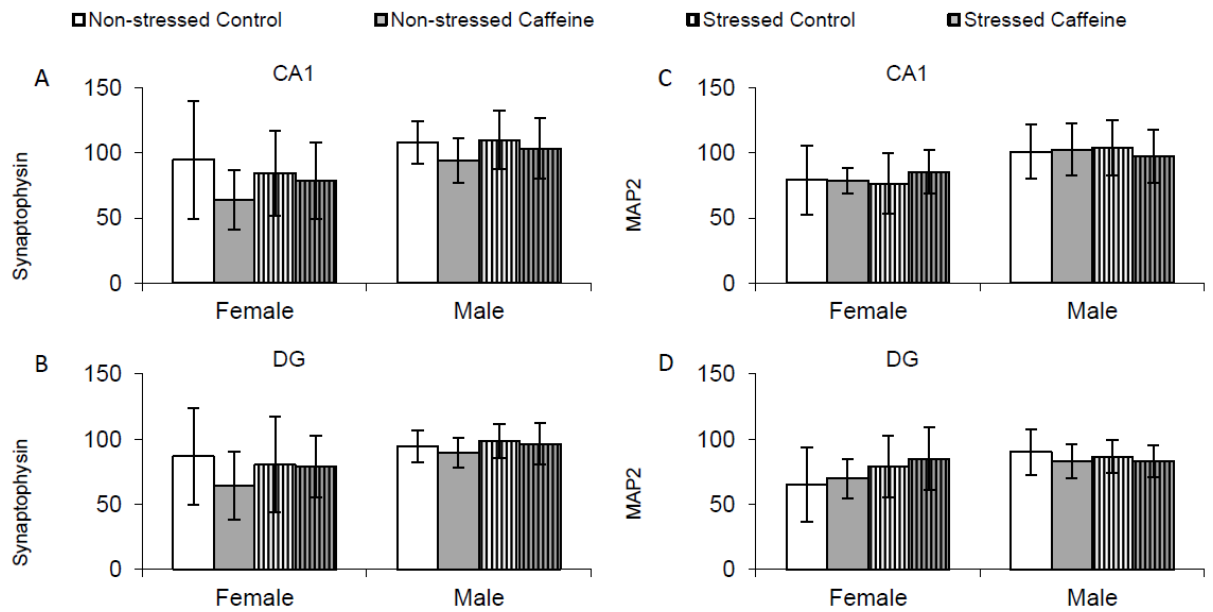 Non-stressed Control Non-stressed Caffeine Stressed Control Stressed Caffeine
A CA1
150
100
50
0
Synaptophysin
Female Male
C CA1
150
100
50
0
MAP2
Female Male
B DG
150
100
50
0
Synaptophysin
Female Male
D DG
150
100
50
0
MAP2
Female Male